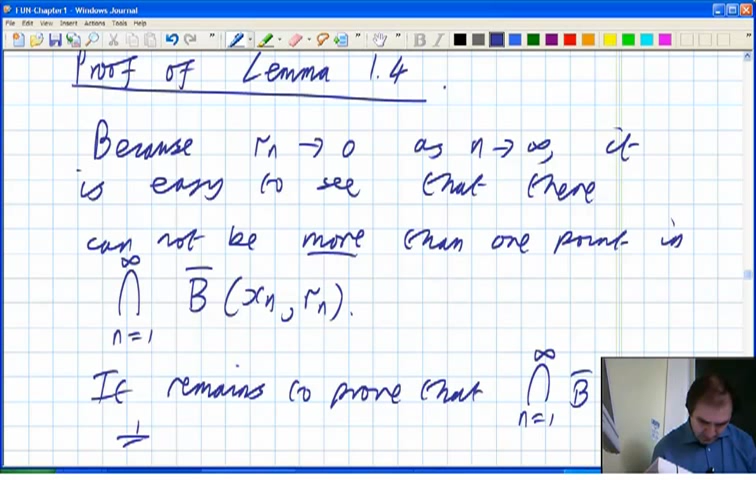 FUN-Chapter1 - Windows Journal
File Edit View Insert Actions Tools Help
Proof of Lemma 1.4.
Because rₙ → 0 as n → ∞, it
is easy to see that there
can not be more than one point in
∞
⋂ B̅ (xₙ, rₙ).
n=1
It remains to prove that ∞ ⋂ n=1 B̅
≠